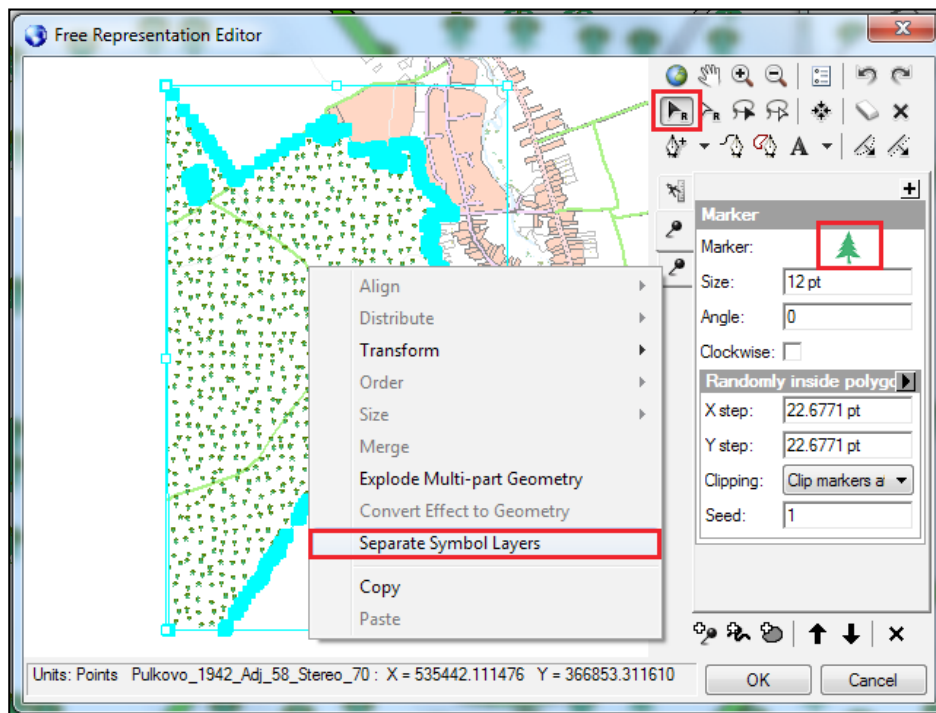 Free Representation Editor
R
R
A
Marker
Marker:
Size: 12 pt
Angle: 0
Clockwise:
Randomly inside polygo
X step: 22.6771 pt
Y step: 22.6771 pt
Clipping: Clip markers a
Seed: 1
Align
Distribute
Transform
Order
Size
Merge
Explode Multi-part Geometry
Convert Effect to Geometry
Separate Symbol Layers
Copy
Paste
Units: Points Pulkovo_1942_Adj_58_Stereo_70 : X = 535442.111476 Y = 366853.311610
OK
Cancel